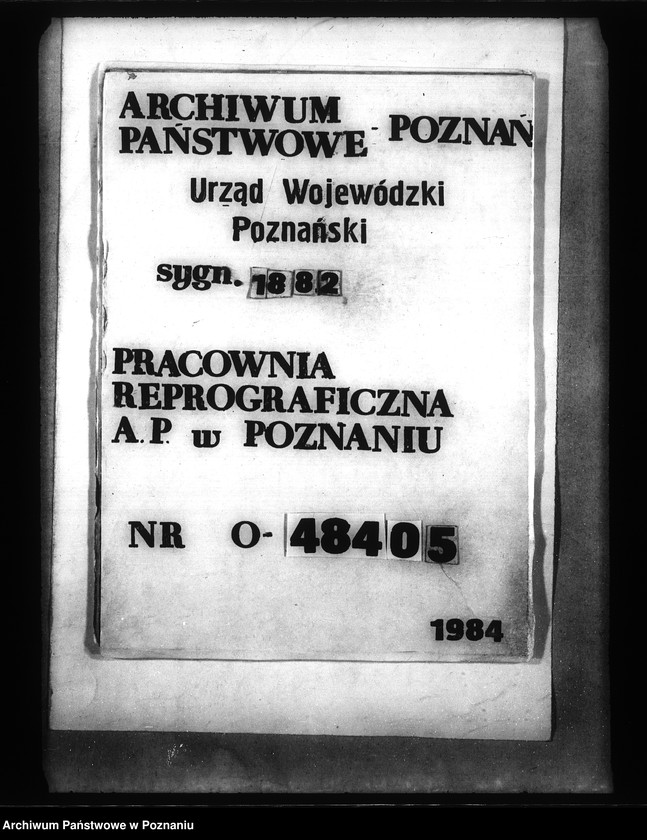 ARCHIWUM
PAŃSTWOWE - POZNAŃ
Urząd Wojewódzki
Poznański
sygn. 1882
PRACOWNIA
REPROGRAFICZNA
A.P. w POZNANIU
NR O-48405
1984
Archiwum Państwowe w Poznaniu